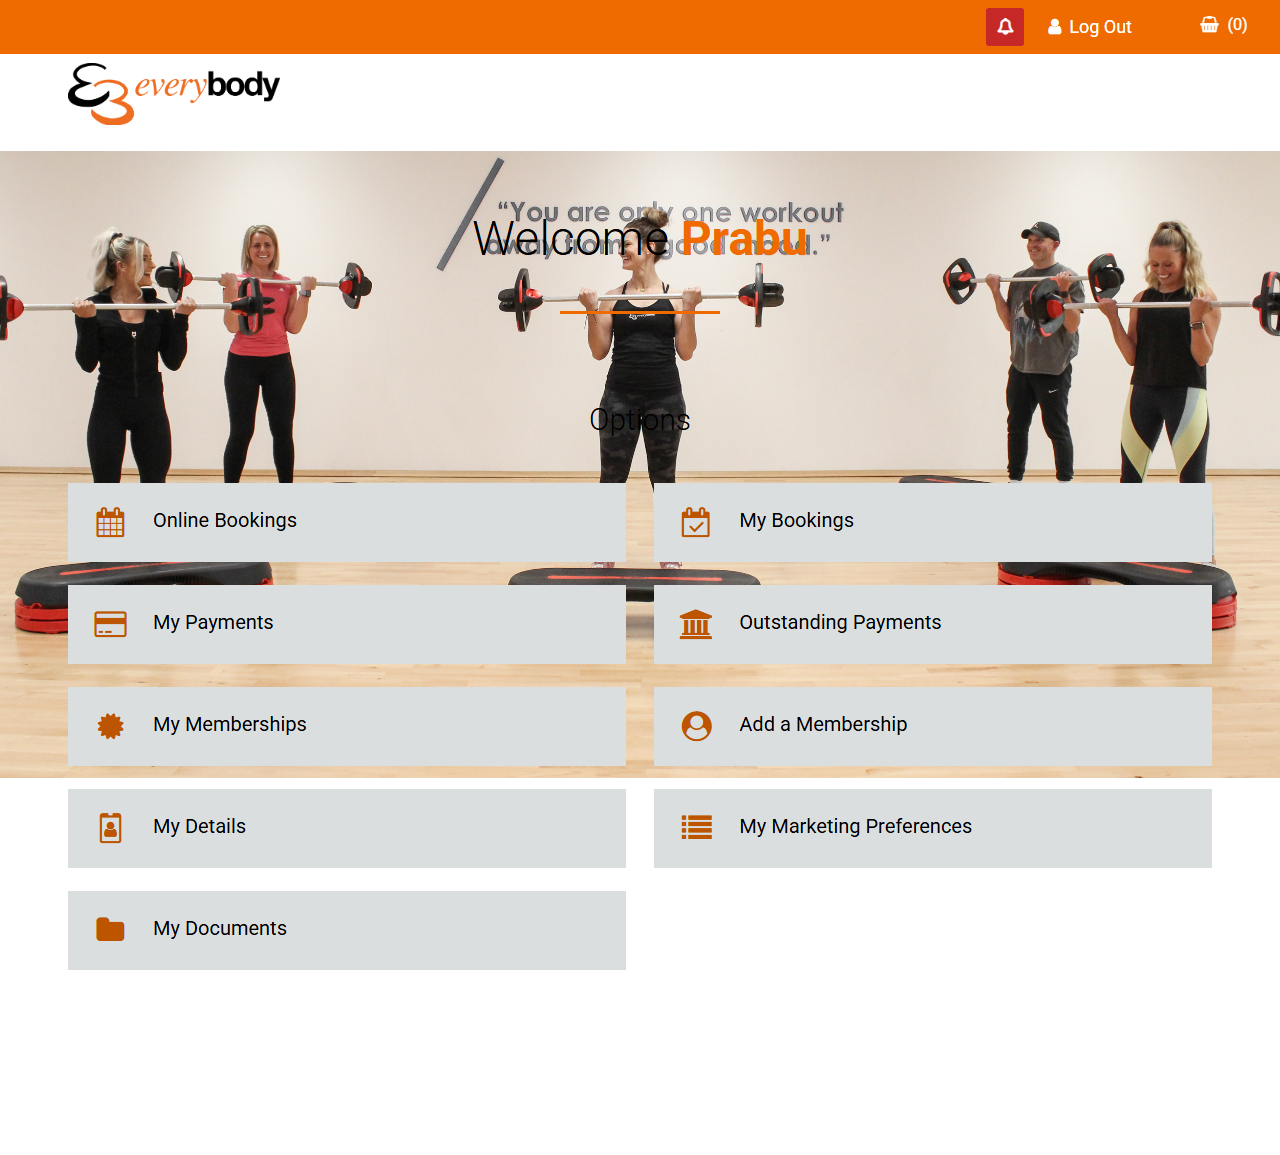 Log Out
(0)
everybody
“You are only one workout
away from a good mood.”
Welcome Prabu
Options
Online Bookings
My Bookings
My Payments
Outstanding Payments
My Memberships
Add a Membership
My Details
My Marketing Preferences
My Documents